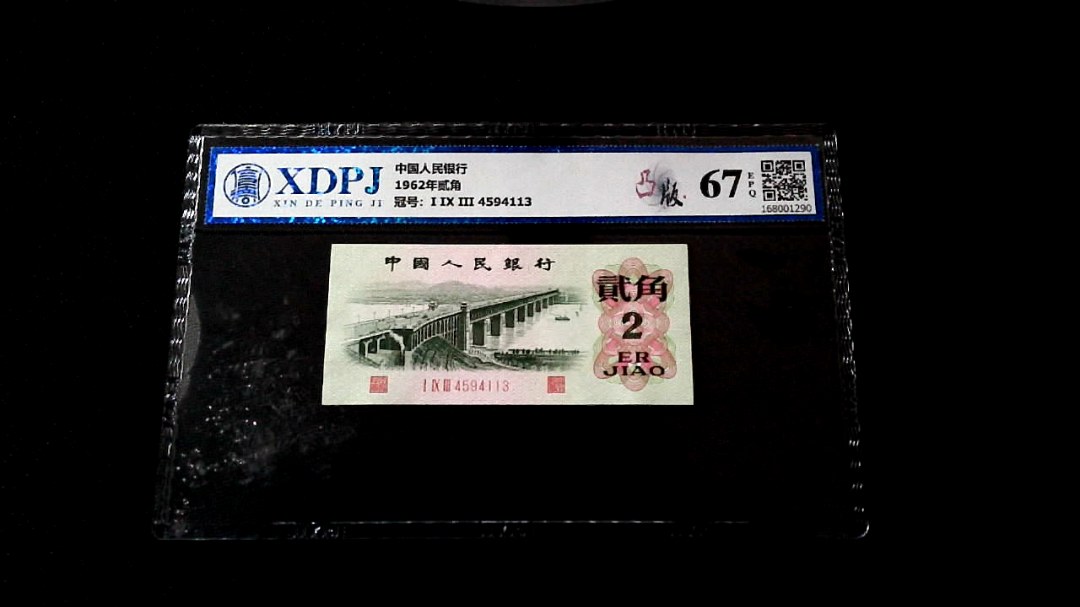 XDPJ
XIN DE PING JI
中国人民银行
1962年贰角
冠号: I IX III 4594113
凸版
67
EPQ
168001290
中國人民銀行
貳角
2
ER
JIAO
I IX III 4594113